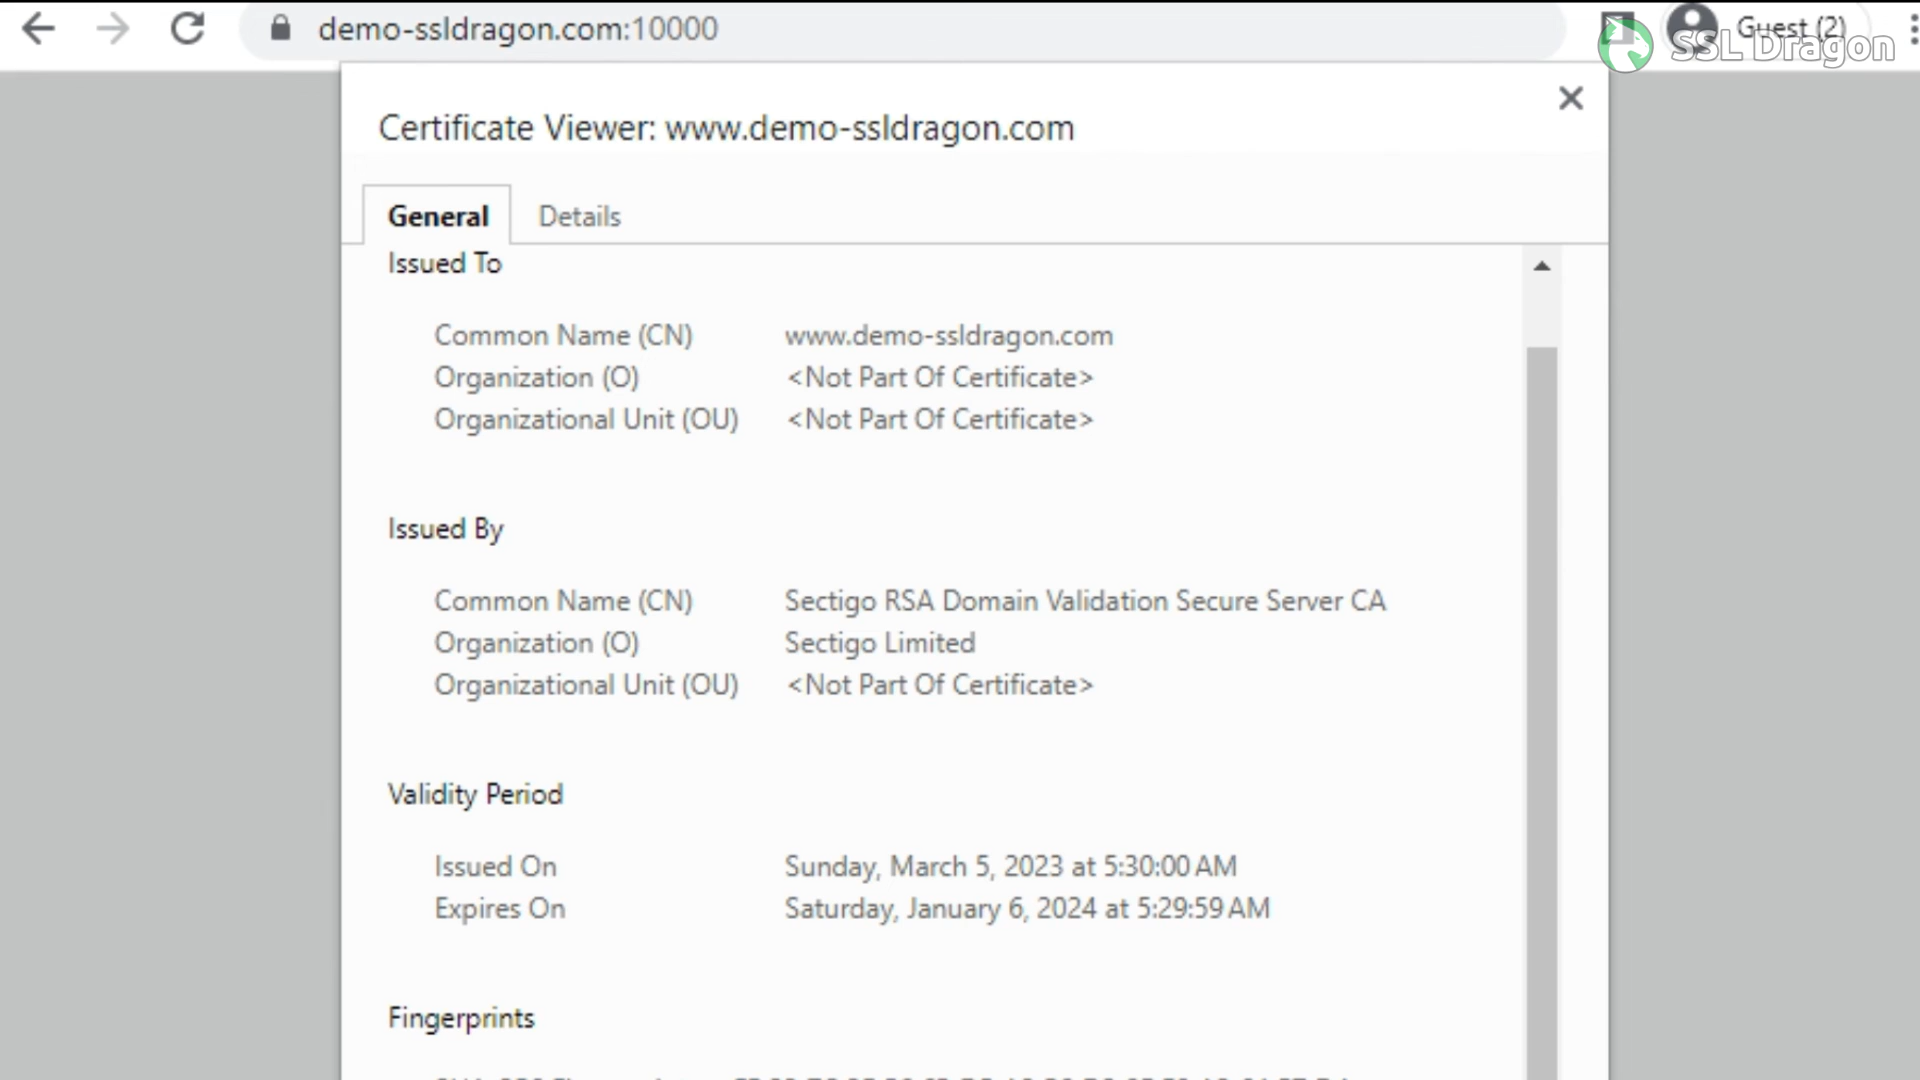 demo-ssldragon.com:10000
Guest (2)
SSL Dragon
Certificate Viewer: www.demo-ssldragon.com
General Details
Issued To
Common Name (CN) www.demo-ssldragon.com
Organization (O) <Not Part Of Certificate>
Organizational Unit (OU) <Not Part Of Certificate>
Issued By
Common Name (CN) Sectigo RSA Domain Validation Secure Server CA
Organization (O) Sectigo Limited
Organizational Unit (OU) <Not Part Of Certificate>
Validity Period
Issued On Sunday, March 5, 2023 at 5:30:00 AM
Expires On Saturday, January 6, 2024 at 5:29:59 AM
Fingerprints